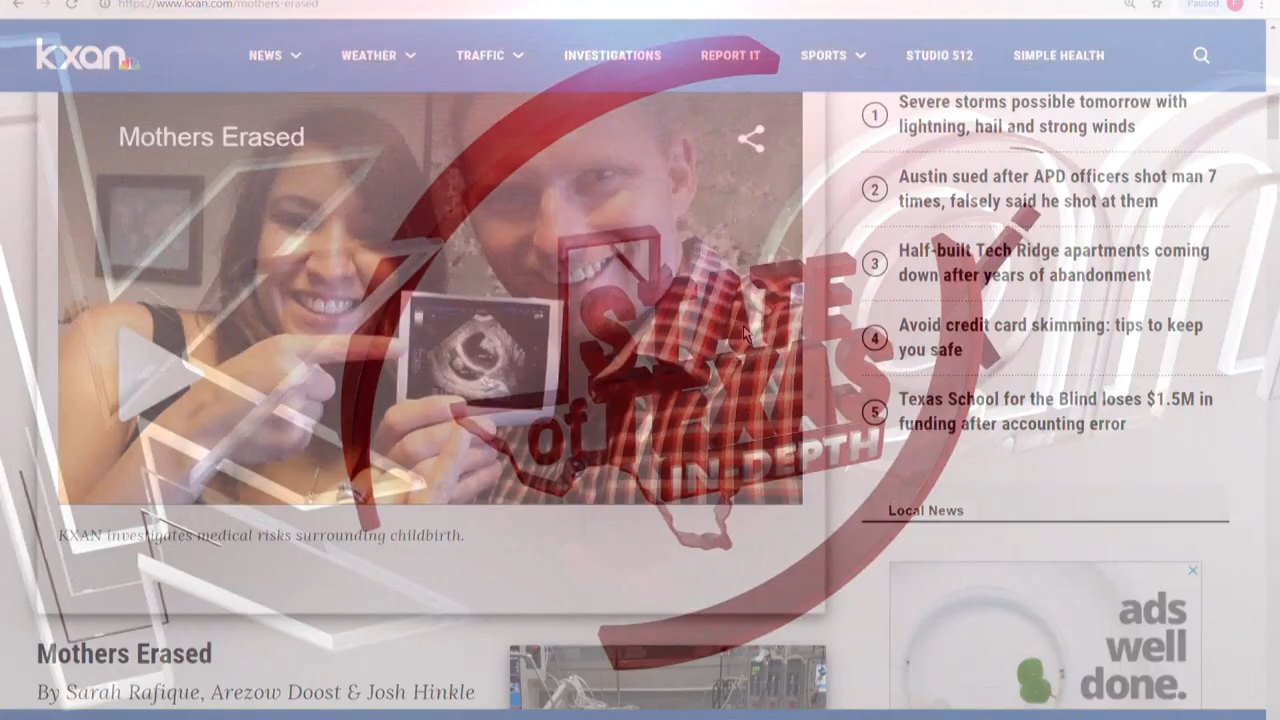 https://www.kxan.com/mothers-erased
Paused
kxan
NEWS
WEATHER
TRAFFIC
INVESTIGATIONS
REPORT IT
SPORTS
STUDIO 512
SIMPLE HEALTH
Mothers Erased
1
Severe storms possible tomorrow with
lightning, hail and strong winds
2
Austin sued after APD officers shot man 7
times, falsely said he shot at them
3
Half-built Tech Ridge apartments coming
down after years of abandonment
4
Avoid credit card skimming: tips to keep
you safe
5
Texas School for the Blind loses $1.5M in
funding after accounting error
STATE
of TEXAS
IN-DEPTH
KXAN investigates medical risks surrounding childbirth.
Local News
Mothers Erased
By Sarah Rafique, Arezow Doost & Josh Hinkle
ads
well
done.